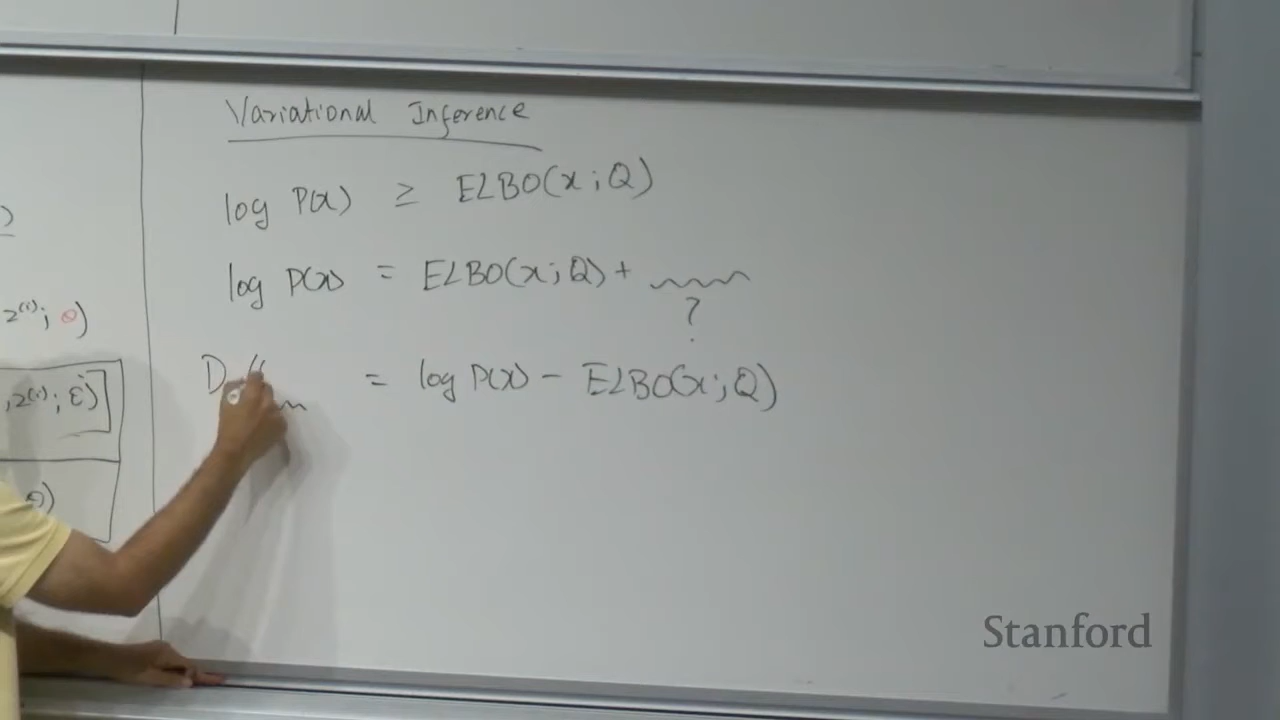 Variational Inference
log P(x) ≥ ELBO(x; Q)
log P(x) = ELBO(x; Q) +
?
D = log P(x) − ELBO(x; Q)
)
z⁽ⁱ⁾; θ)
, z⁽ⁱ⁾; θ)]
θ)
Stanford